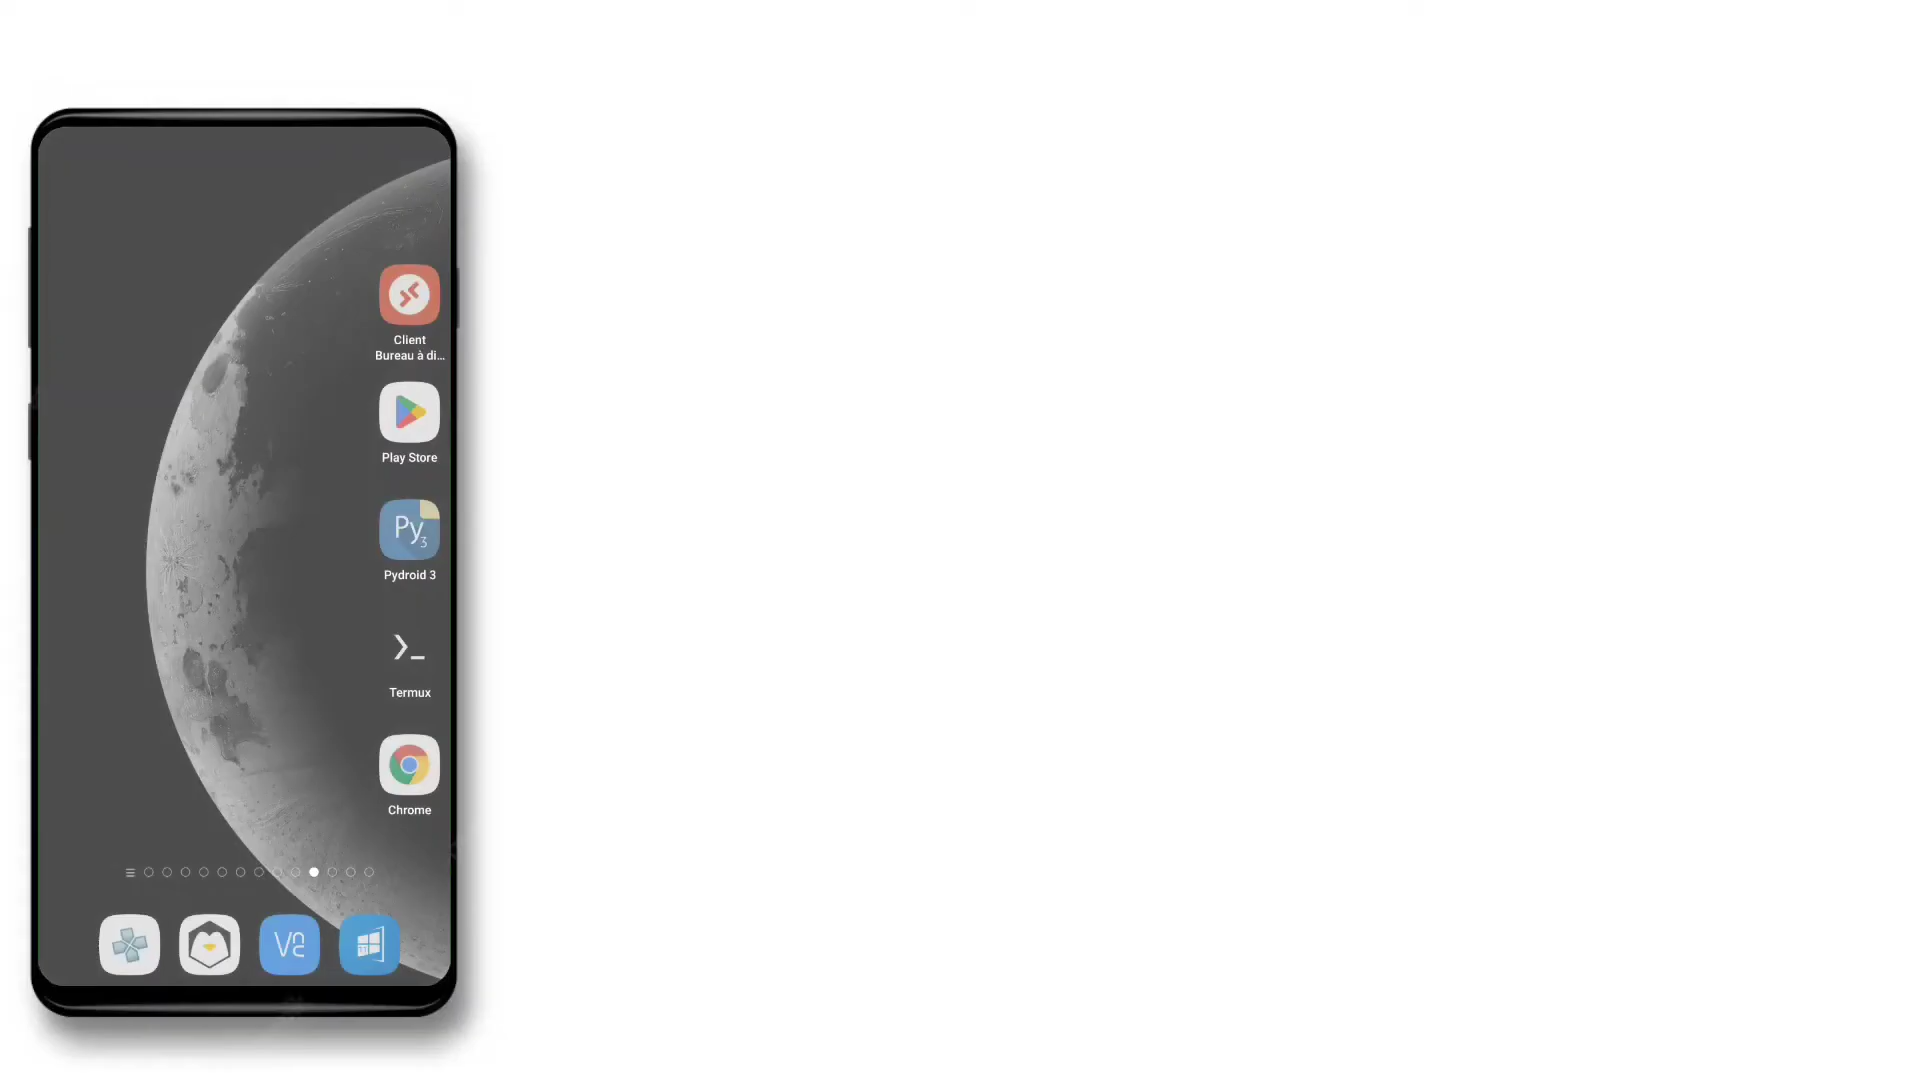 Client
Bureau à di...
Play Store
Py3
Pydroid 3
>_
Termux
Chrome